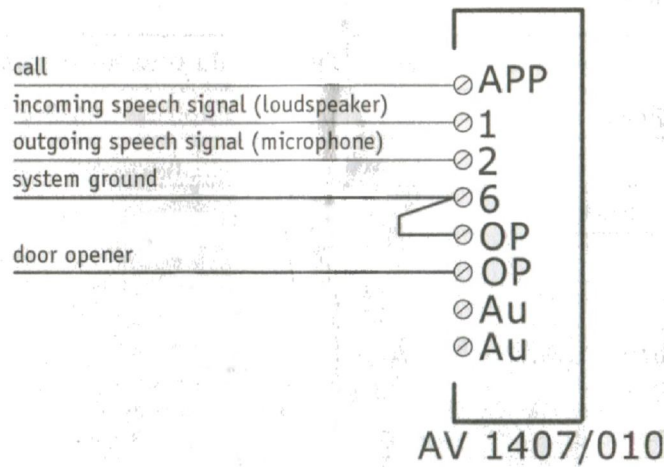 call APP
incoming speech signal (loudspeaker) 1
outgoing speech signal (microphone) 2
system ground 6
OP
door opener OP
Au
Au
AV 1407/010